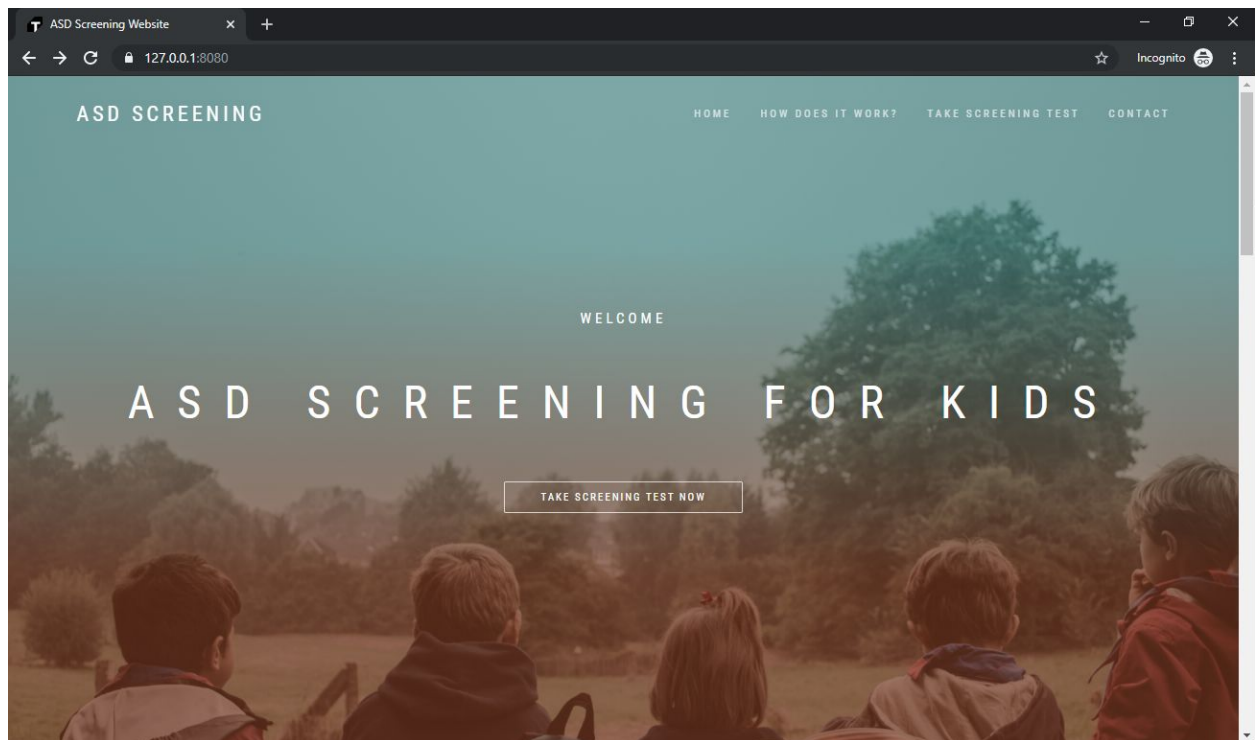 ASD Screening Website
127.0.0.1:8080
Incognito
ASD SCREENING
HOME HOW DOES IT WORK? TAKE SCREENING TEST CONTACT
WELCOME
ASD SCREENING FOR KIDS
TAKE SCREENING TEST NOW